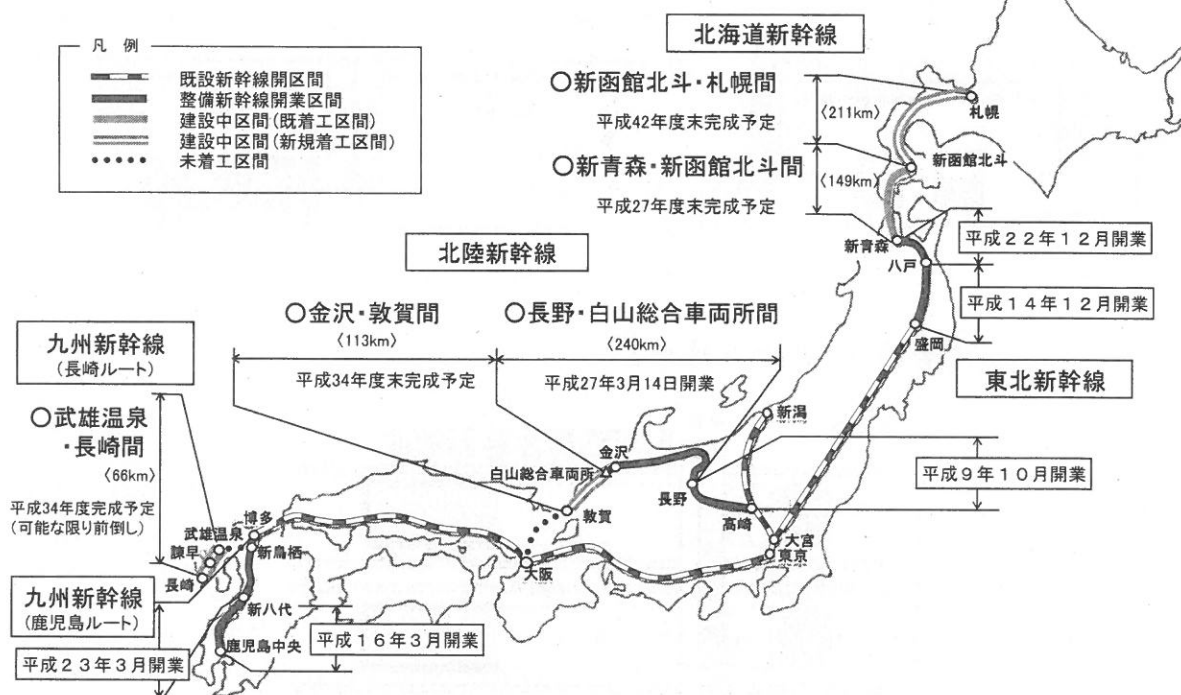 凡　例
既設新幹線開区間
整備新幹線開業区間
建設中区間(既着工区間)
建設中区間(新規着工区間)
未着工区間
北海道新幹線
○新函館北斗・札幌間
平成42年度末完成予定
〈211km〉
札幌
○新青森・新函館北斗間
平成27年度末完成予定
〈149km〉
新函館北斗
新青森
八戸
平成22年12月開業
平成14年12月開業
盛岡
東北新幹線
北陸新幹線
○金沢・敦賀間
〈113km〉
平成34年度末完成予定
○長野・白山総合車両所間
〈240km〉
平成27年3月14日開業
新潟
金沢
白山総合車両所
長野
高崎
敦賀
平成9年10月開業
大宮
東京
大阪
九州新幹線
(長崎ルート)
○武雄温泉
・長崎間
〈66km〉
平成34年度完成予定
(可能な限り前倒し)
博多
武雄温泉
新鳥栖
諫早
長崎
九州新幹線
(鹿児島ルート)
新八代
鹿児島中央
平成16年3月開業
平成23年3月開業